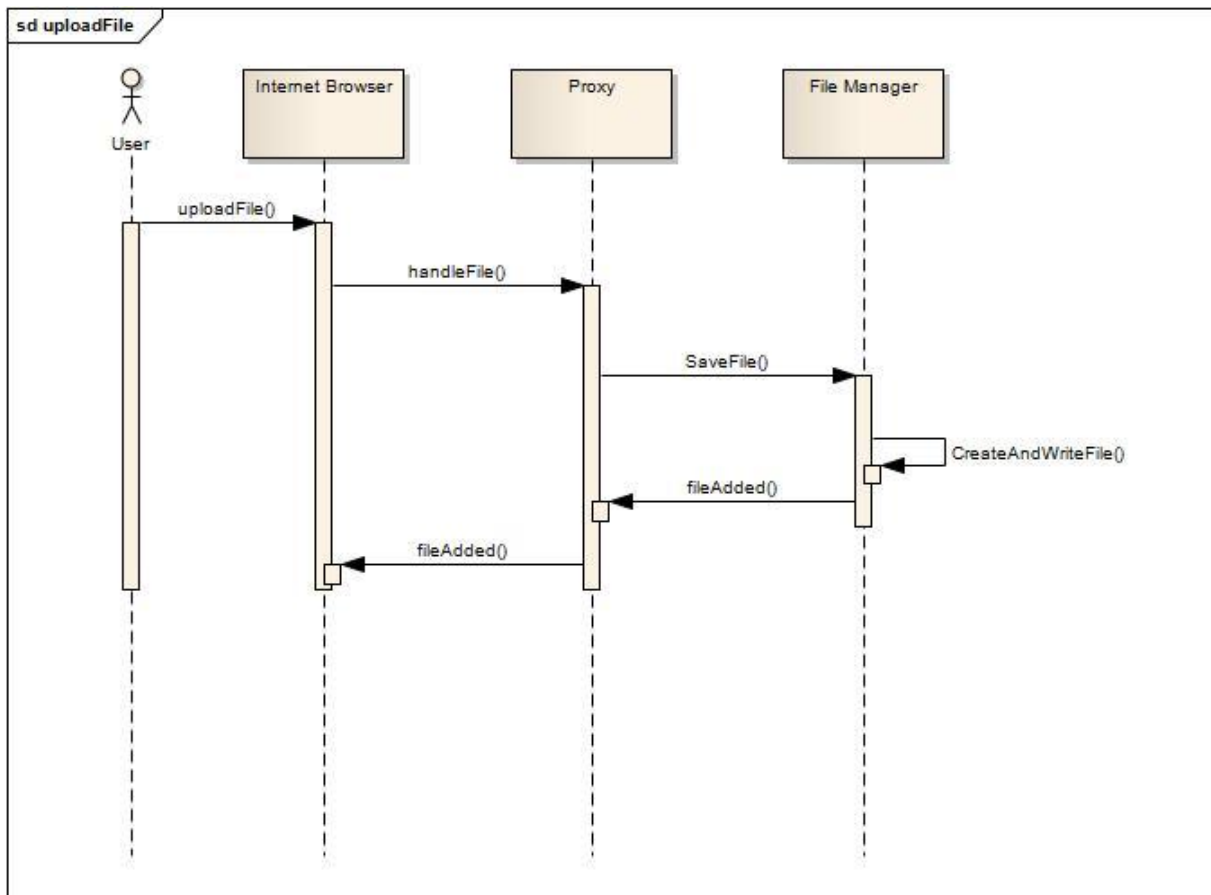 sd uploadFile
User
Internet Browser
Proxy
File Manager
uploadFile()
handleFile()
SaveFile()
CreateAndWriteFile()
fileAdded()
fileAdded()